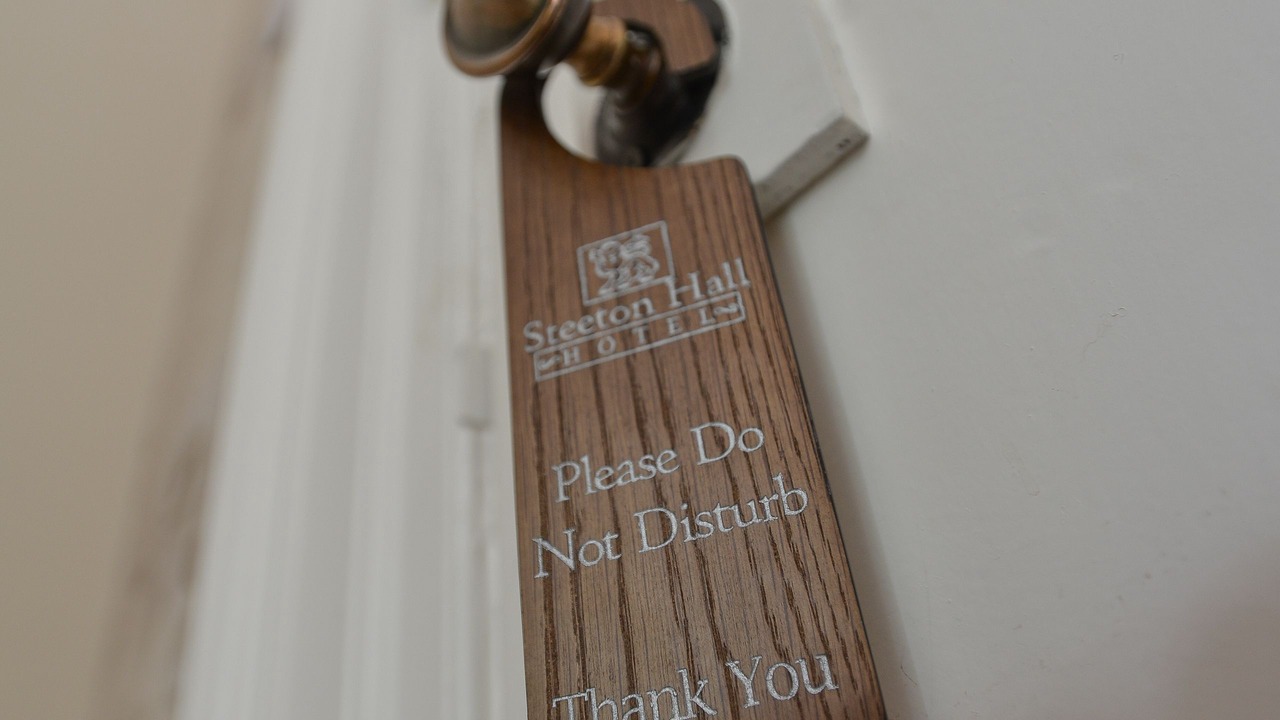 Steeton Hall
HOTEL
Please Do
Not Disturb
Thank You